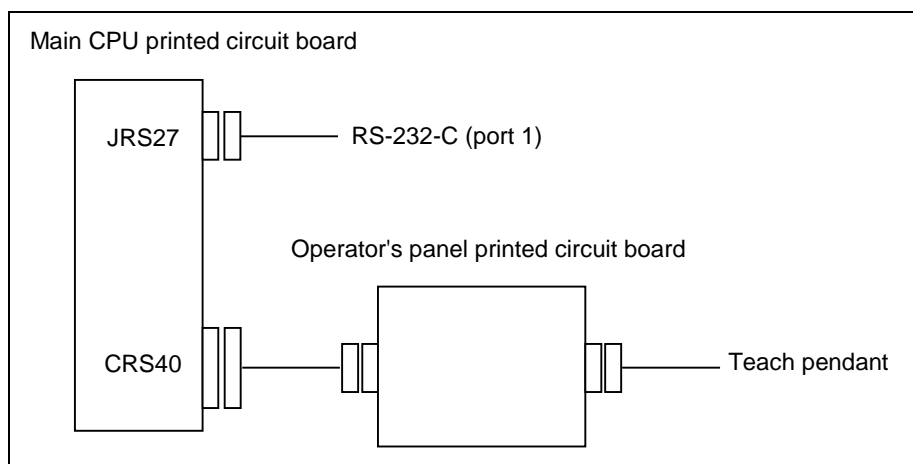 Main CPU printed circuit board
JRS27
RS-232-C (port 1)
Operator's panel printed circuit board
CRS40
Teach pendant